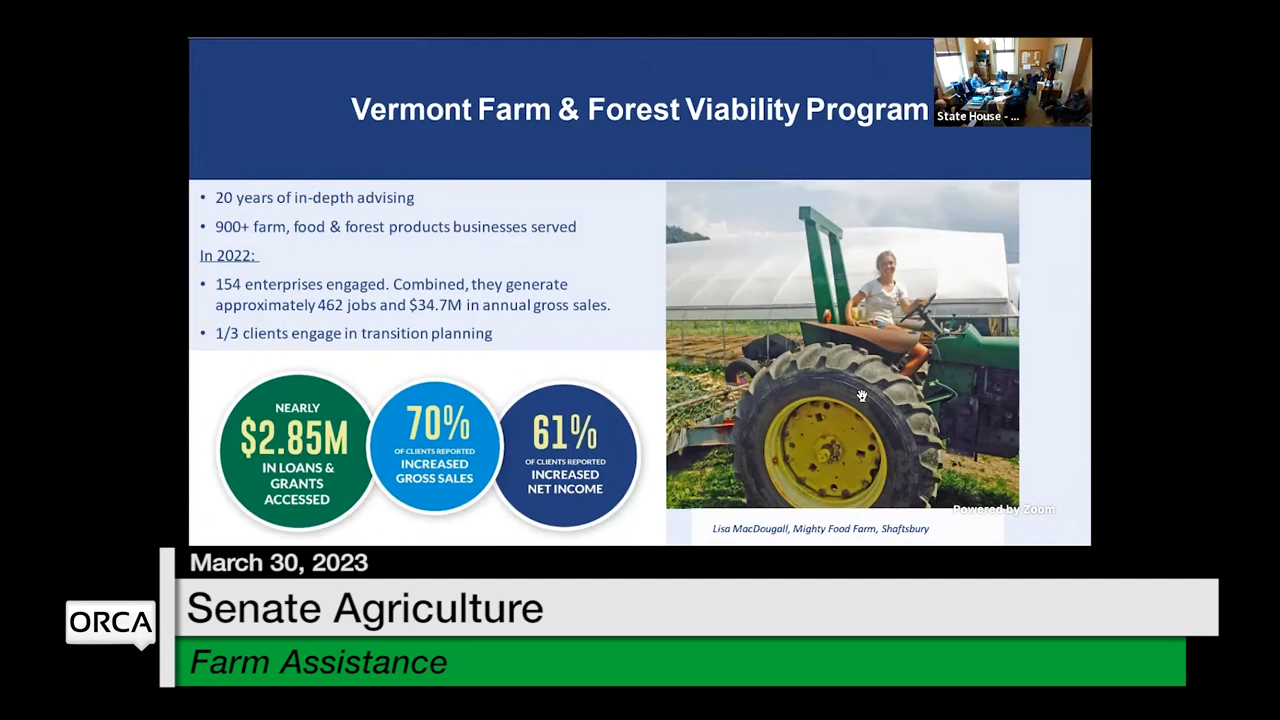 Vermont Farm & Forest Viability Program
State House - ...
• 20 years of in-depth advising
• 900+ farm, food & forest products businesses served
In 2022:
• 154 enterprises engaged. Combined, they generate
approximately 462 jobs and $34.7M in annual gross sales.
• 1/3 clients engage in transition planning
NEARLY
$2.85M
IN LOANS &
GRANTS
ACCESSED
70%
OF CLIENTS REPORTED
INCREASED
GROSS SALES
61%
OF CLIENTS REPORTED
INCREASED
NET INCOME
Powered by Zoom
Lisa MacDougall, Mighty Food Farm, Shaftsbury
March 30, 2023
ORCA
Senate Agriculture
Farm Assistance